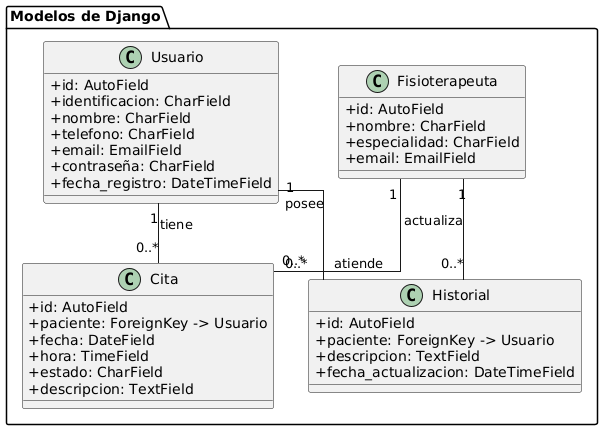 Modelos de Django
C Usuario
+id: AutoField
+identificacion: CharField
+nombre: CharField
+telefono: CharField
+email: EmailField
+contraseña: CharField
+fecha_registro: DateTimeField
C Fisioterapeuta
+id: AutoField
+nombre: CharField
+especialidad: CharField
+email: EmailField
1
posee
1
tiene
0..*
1
actualiza
1
0..*
0..*
0..*
atiende
C Cita
+id: AutoField
+paciente: ForeignKey -> Usuario
+fecha: DateField
+hora: TimeField
+estado: CharField
+descripcion: TextField
C Historial
+id: AutoField
+paciente: ForeignKey -> Usuario
+descripcion: TextField
+fecha_actualizacion: DateTimeField